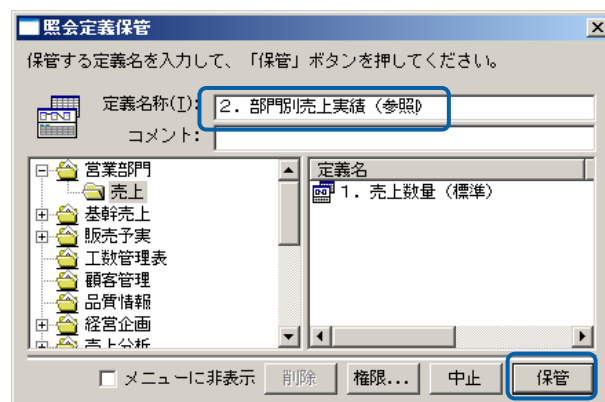 照会定義保管
保管する定義名を入力して、「保管」ボタンを押してください。
定義名称(I): 2．部門別売上実績（参照）
コメント:
営業部門
売上
基幹売上
販売予実
工数管理表
顧客管理
品質情報
経営企画
売上分析
定義名
1．売上数量（標準）
メニューに非表示 削除 権限... 中止 保管